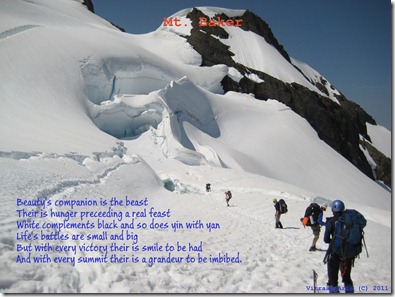 Mt. Baker
Beauty's companion is the beast
Their is hunger preceeding a real feast
White complements black and so does yin with yan
Life's battles are small and big
But with every victory their is smile to be had
And with every summit their is a grandeur to be imbibed.
(C) 2011